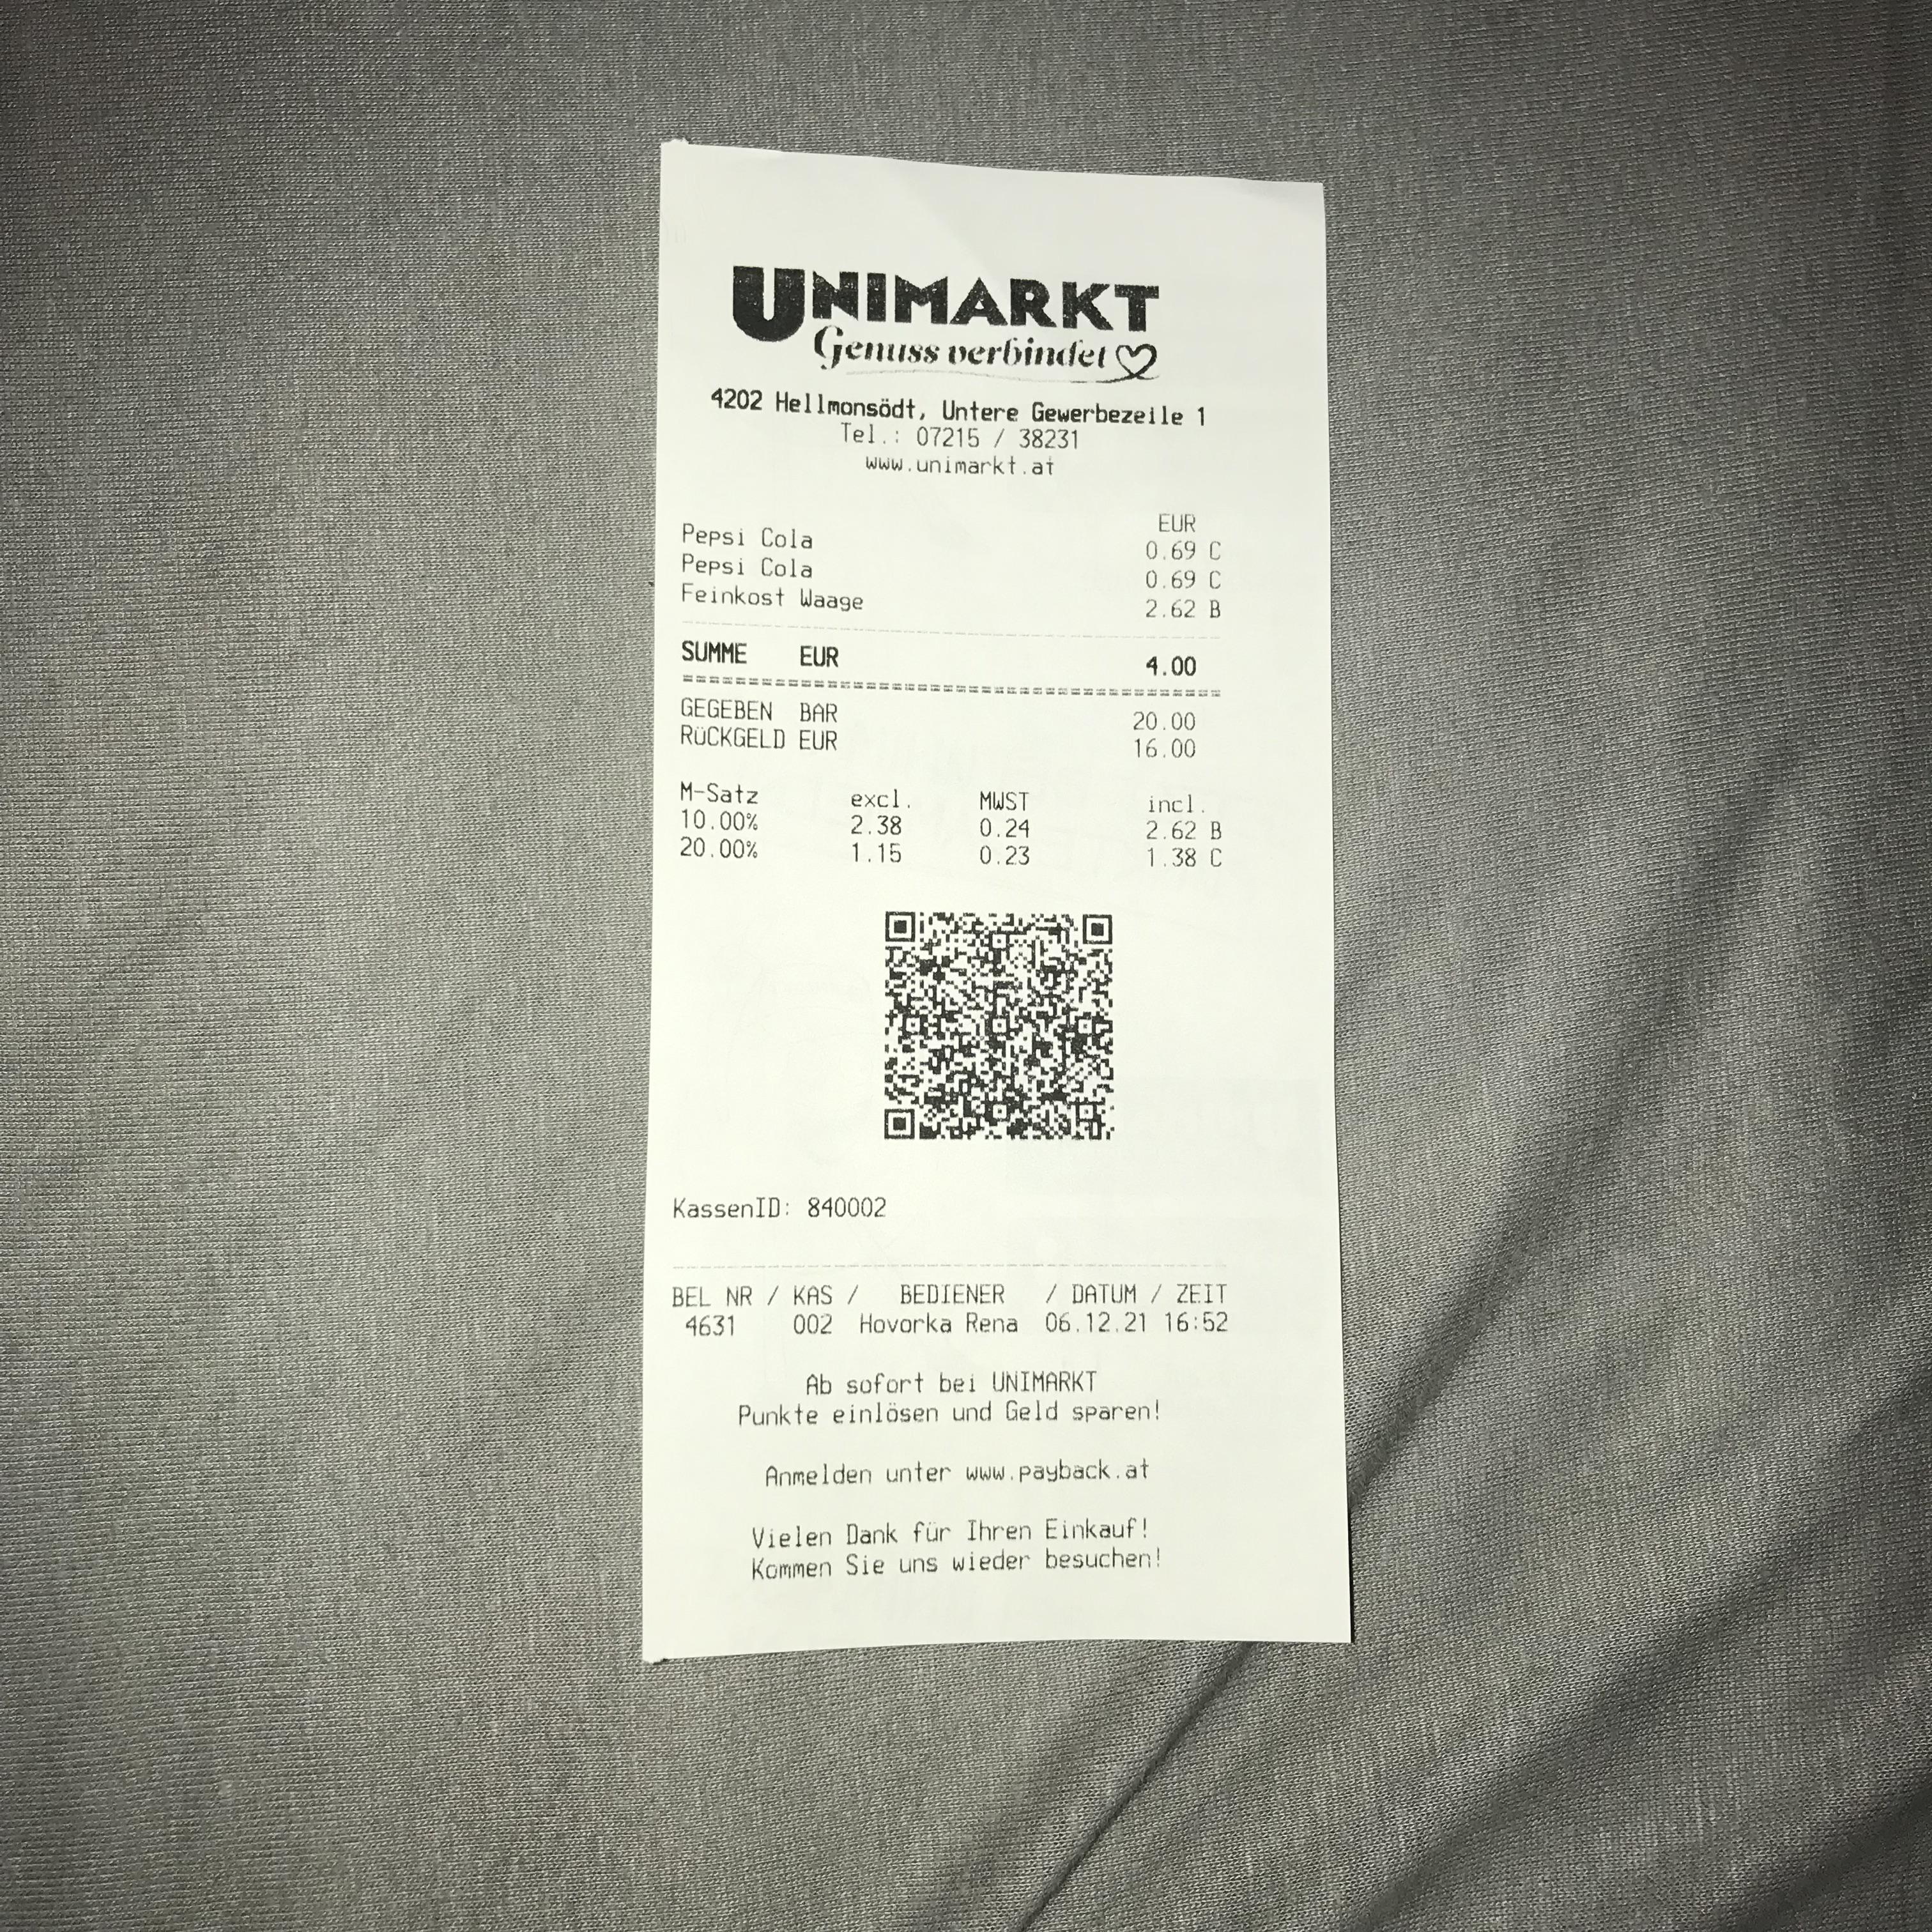 UNIMARKT
Genuss verbindet
4202 Hellmonsödt, Untere Gewerbezeile 1
Tel.: 07215 / 38231
www.unimarkt.at
EUR
Pepsi Cola 0.69 C
Pepsi Cola 0.69 C
Feinkost Waage 2.62 B
SUMME EUR 4.00
GEGEBEN BAR 20.00
RÜCKGELD EUR 16.00
M-Satz excl. MWST incl.
10.00% 2.38 0.24 2.62 B
20.00% 1.15 0.23 1.38 C
KassenID: 840002
BEL NR / KAS / BEDIENER / DATUM / ZEIT
4631 002 Hovorka Rena 06.12.21 16:52
Ab sofort bei UNIMARKT
Punkte einlösen und Geld sparen!
Anmelden unter www.payback.at
Vielen Dank für Ihren Einkauf!
Kommen Sie uns wieder besuchen!